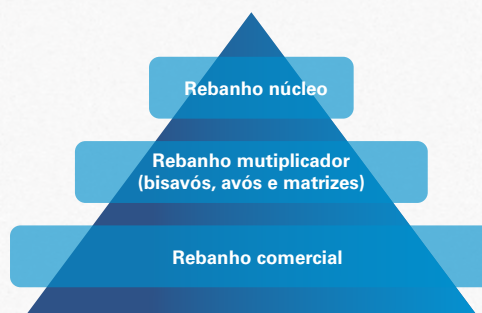 Rebanho núcleo
Rebanho mutiplicador
(bisavós, avós e matrizes)
Rebanho comercial